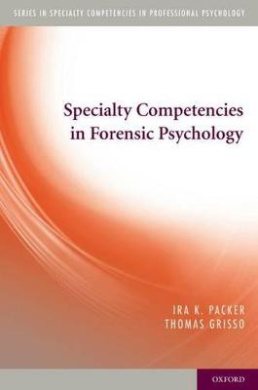 SERIES IN SPECIALTY COMPETENCIES IN PROFESSIONAL PSYCHOLOGY
Specialty Competencies
in Forensic Psychology
IRA K. PACKER
THOMAS GRISSO
OXFORD